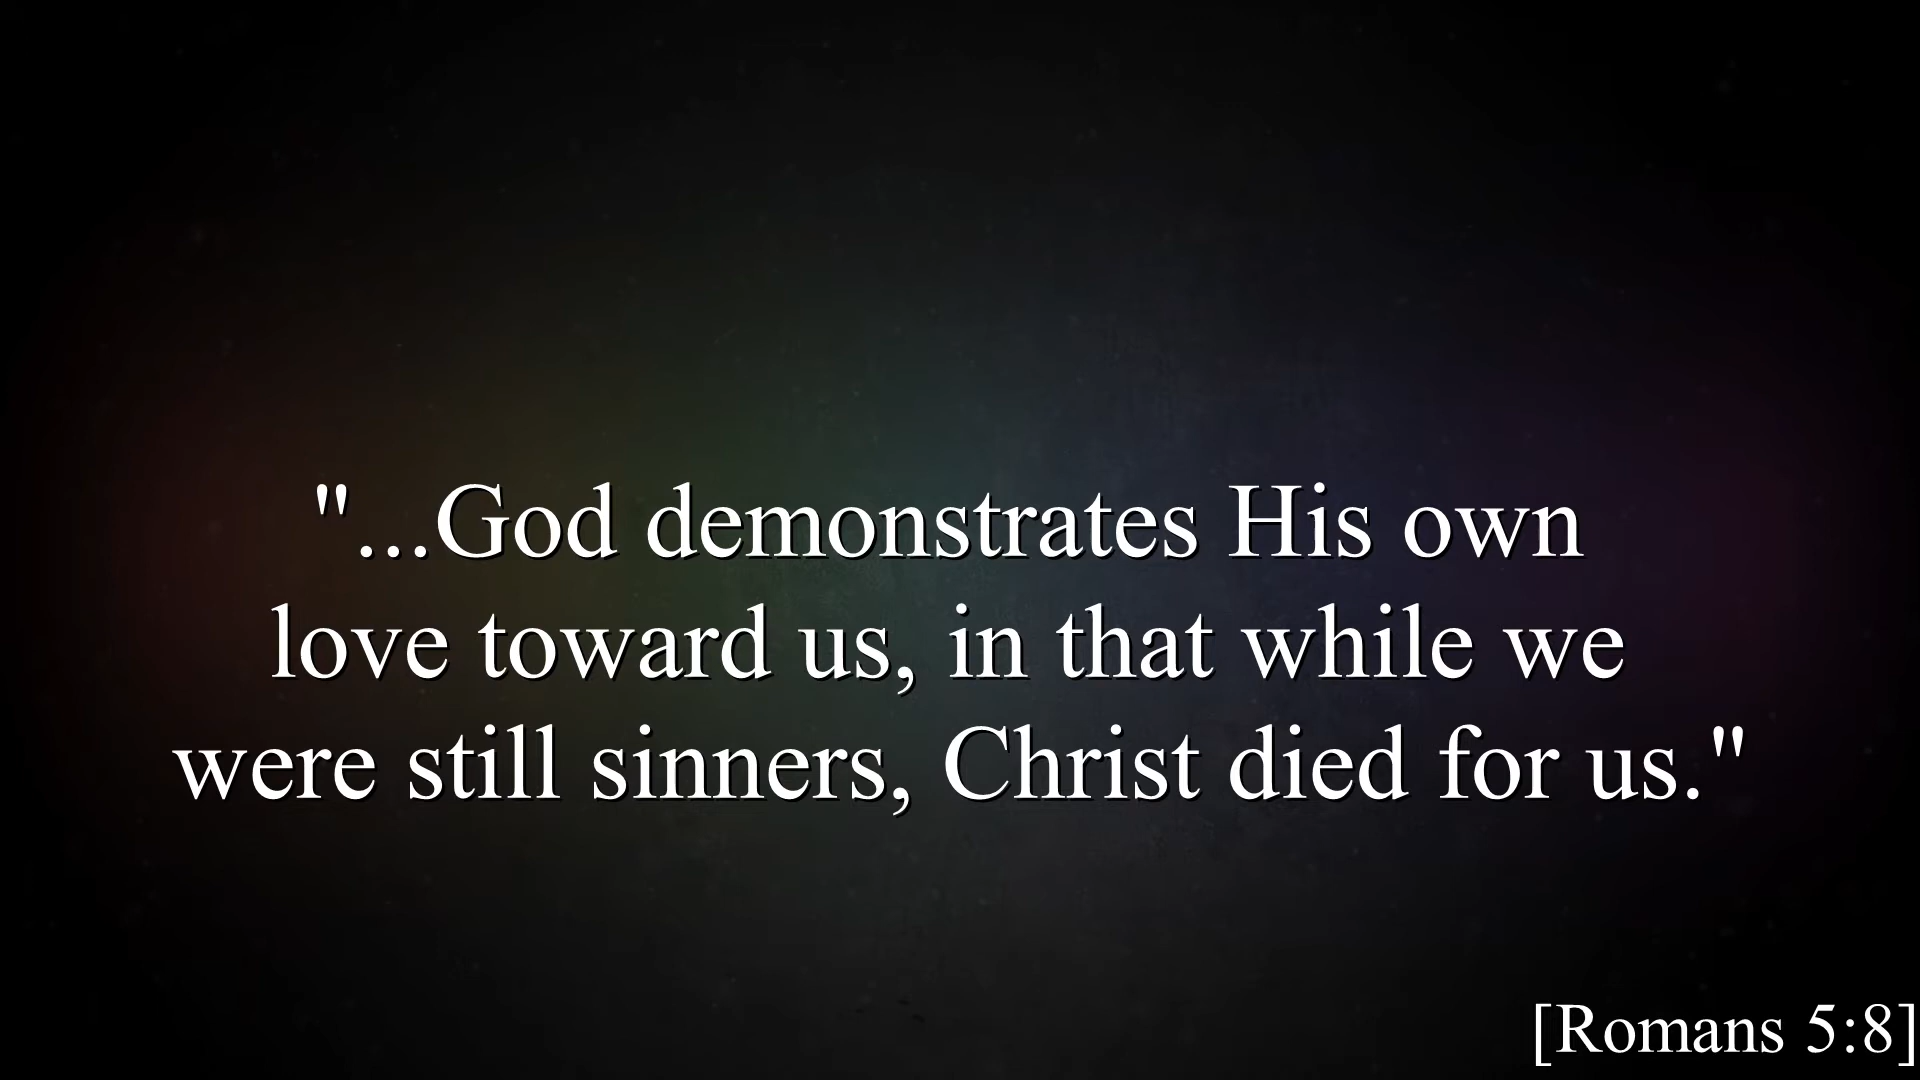 "...God demonstrates His own
love toward us, in that while we
were still sinners, Christ died for us."
[Romans 5:8]